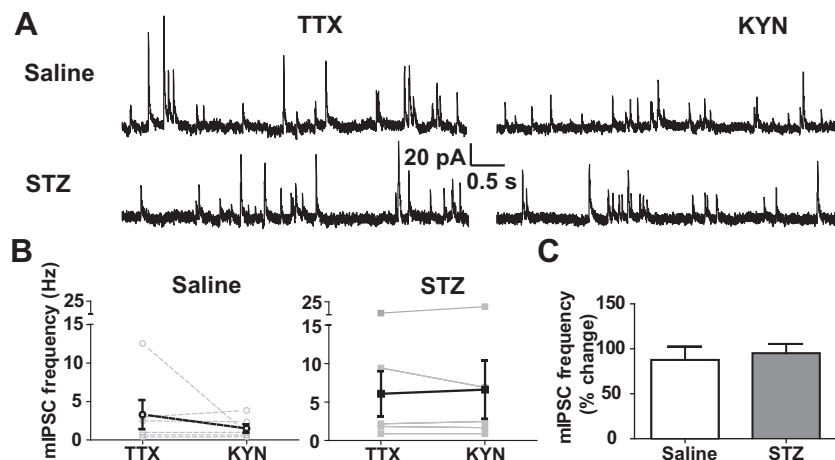 A
TTX
KYN
Saline
20 pA
0.5 s
STZ
B
C
Saline
STZ
mIPSC frequency (Hz)
25
15
10
5
0
TTX
KYN
25
15
10
5
0
TTX
KYN
mIPSC frequency
(% change)
150
100
50
0
Saline
STZ